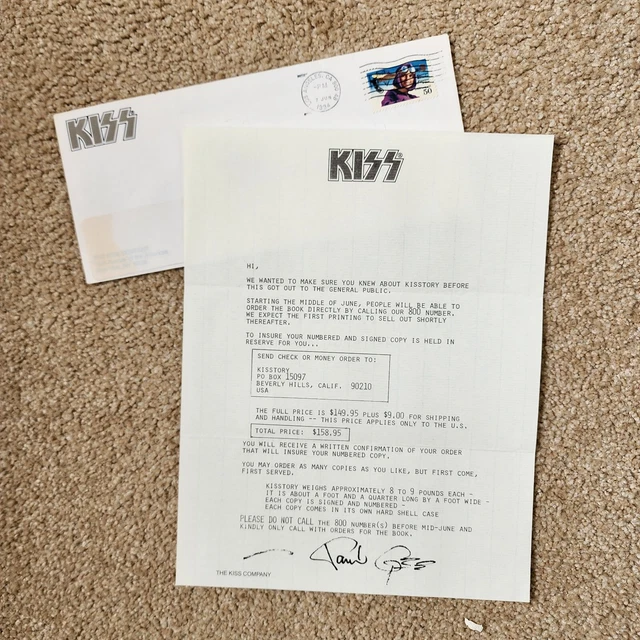 KISS
1994
50
KISS
HI,
WE WANTED TO MAKE SURE YOU KNEW ABOUT KISSTORY BEFORE
THIS GOT OUT TO THE GENERAL PUBLIC.
STARTING THE MIDDLE OF JUNE, PEOPLE WILL BE ABLE TO
ORDER THE BOOK DIRECTLY BY CALLING OUR 800 NUMBER.
WE EXPECT THE FIRST PRINTING TO SELL OUT SHORTLY
THEREAFTER.
TO INSURE YOUR NUMBERED AND SIGNED COPY IS HELD IN
RESERVE FOR YOU...
SEND CHECK OR MONEY ORDER TO:
KISSTORY
PO BOX 15097
BEVERLY HILLS, CALIF. 90210
USA
THE FULL PRICE IS $149.95 PLUS $9.00 FOR SHIPPING
AND HANDLING -- THIS PRICE APPLIES ONLY TO THE U.S.
TOTAL PRICE: $158.95
YOU WILL RECEIVE A WRITTEN CONFIRMATION OF YOUR ORDER
THAT WILL INSURE YOUR NUMBERED COPY.
YOU MAY ORDER AS MANY COPIES AS YOU LIKE, BUT FIRST COME,
FIRST SERVED.
KISSTORY WEIGHS APPROXIMATELY 8 TO 9 POUNDS EACH -
IT IS ABOUT A FOOT AND A QUARTER LONG BY A FOOT WIDE -
EACH COPY IS SIGNED AND NUMBERED -
EACH COPY COMES IN ITS OWN HARD SHELL CASE
PLEASE DO NOT CALL THE 800 NUMBER(S) BEFORE MID-JUNE AND
KINDLY ONLY CALL WITH ORDERS FOR THE BOOK.
Paul
THE KISS COMPANY